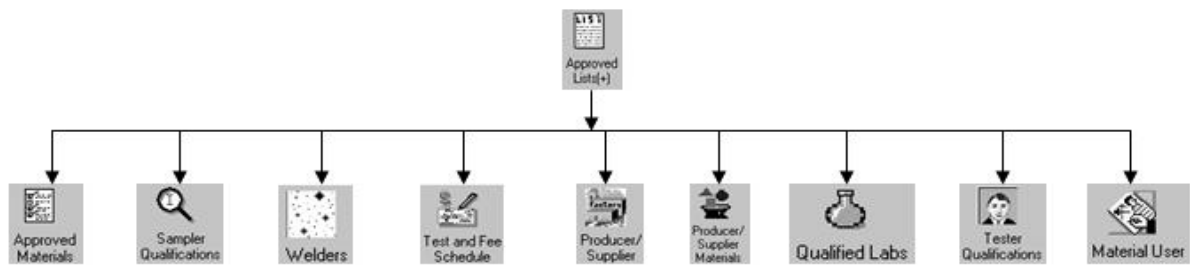 LIST
Approved
Lists(+)
Approved
Materials
Sampler
Qualifications
Welders
Test and Fee
Schedule
Factory
Producer/
Supplier
Producer/
Supplier
Materials
Qualified Labs
Tester
Qualifications
Material User